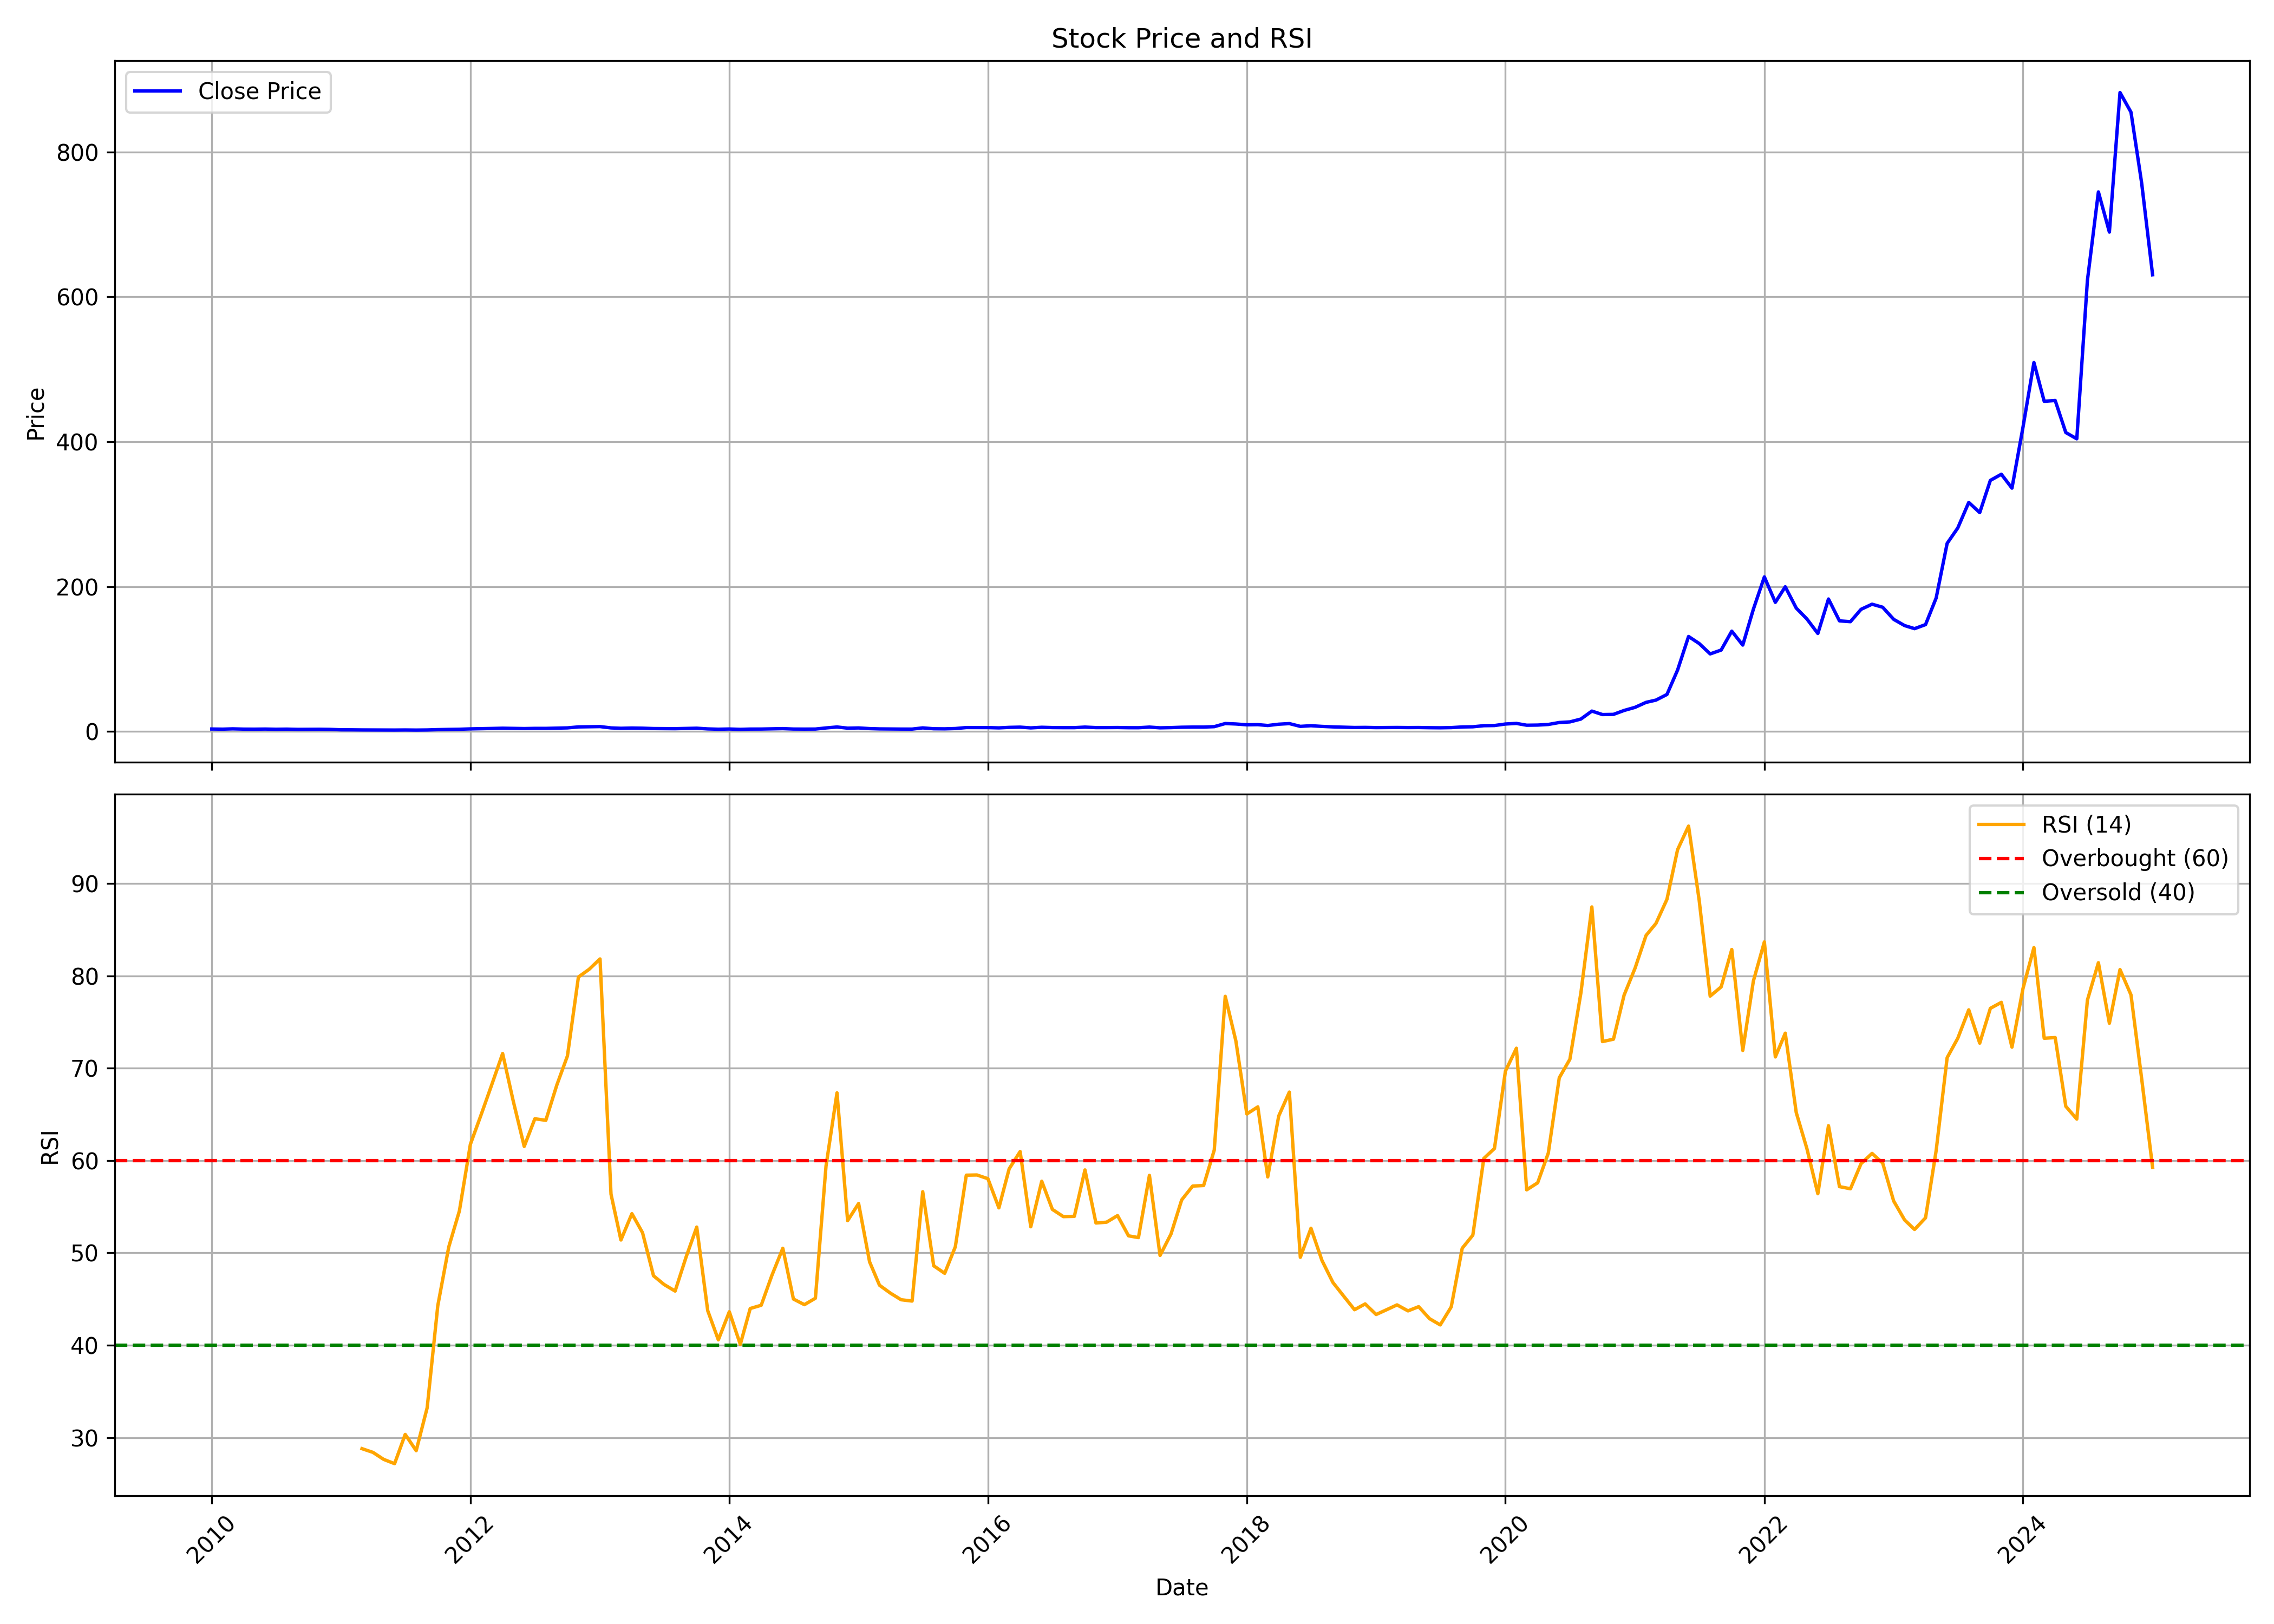 Stock Price and RSI
Close Price
Price
800
600
400
200
0
RSI (14)
Overbought (60)
Oversold (40)
RSI
90
80
70
60
50
40
30
2010
2012
2014
2016
2018
2020
2022
2024
Date